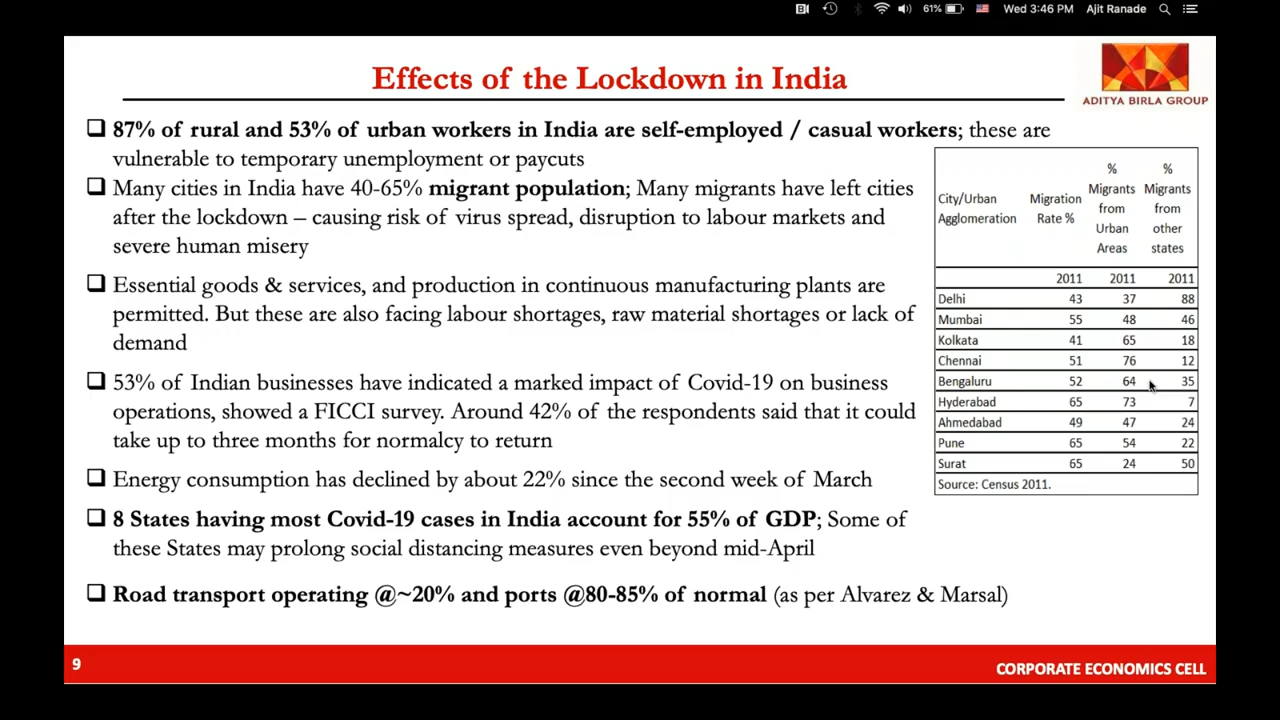 61% Wed 3:46 PM Ajit Ranade
Effects of the Lockdown in India
ADITYA BIRLA GROUP
87% of rural and 53% of urban workers in India are self-employed / casual workers; these are
vulnerable to temporary unemployment or paycuts
Many cities in India have 40-65% migrant population; Many migrants have left cities
after the lockdown – causing risk of virus spread, disruption to labour markets and
severe human misery
Essential goods & services, and production in continuous manufacturing plants are
permitted. But these are also facing labour shortages, raw material shortages or lack of
demand
53% of Indian businesses have indicated a marked impact of Covid-19 on business
operations, showed a FICCI survey. Around 42% of the respondents said that it could
take up to three months for normalcy to return
Energy consumption has declined by about 22% since the second week of March
8 States having most Covid-19 cases in India account for 55% of GDP; Some of
these States may prolong social distancing measures even beyond mid-April
Road transport operating @~20% and ports @80-85% of normal (as per Alvarez & Marsal)
City/Urban Agglomeration Migration Rate % % Migrants from Urban Areas % Migrants from other states
2011 2011 2011
Delhi 43 37 88
Mumbai 55 48 46
Kolkata 41 65 18
Chennai 51 76 12
Bengaluru 52 64 35
Hyderabad 65 73 7
Ahmedabad 49 47 24
Pune 65 54 22
Surat 65 24 50
Source: Census 2011.
9
CORPORATE ECONOMICS CELL